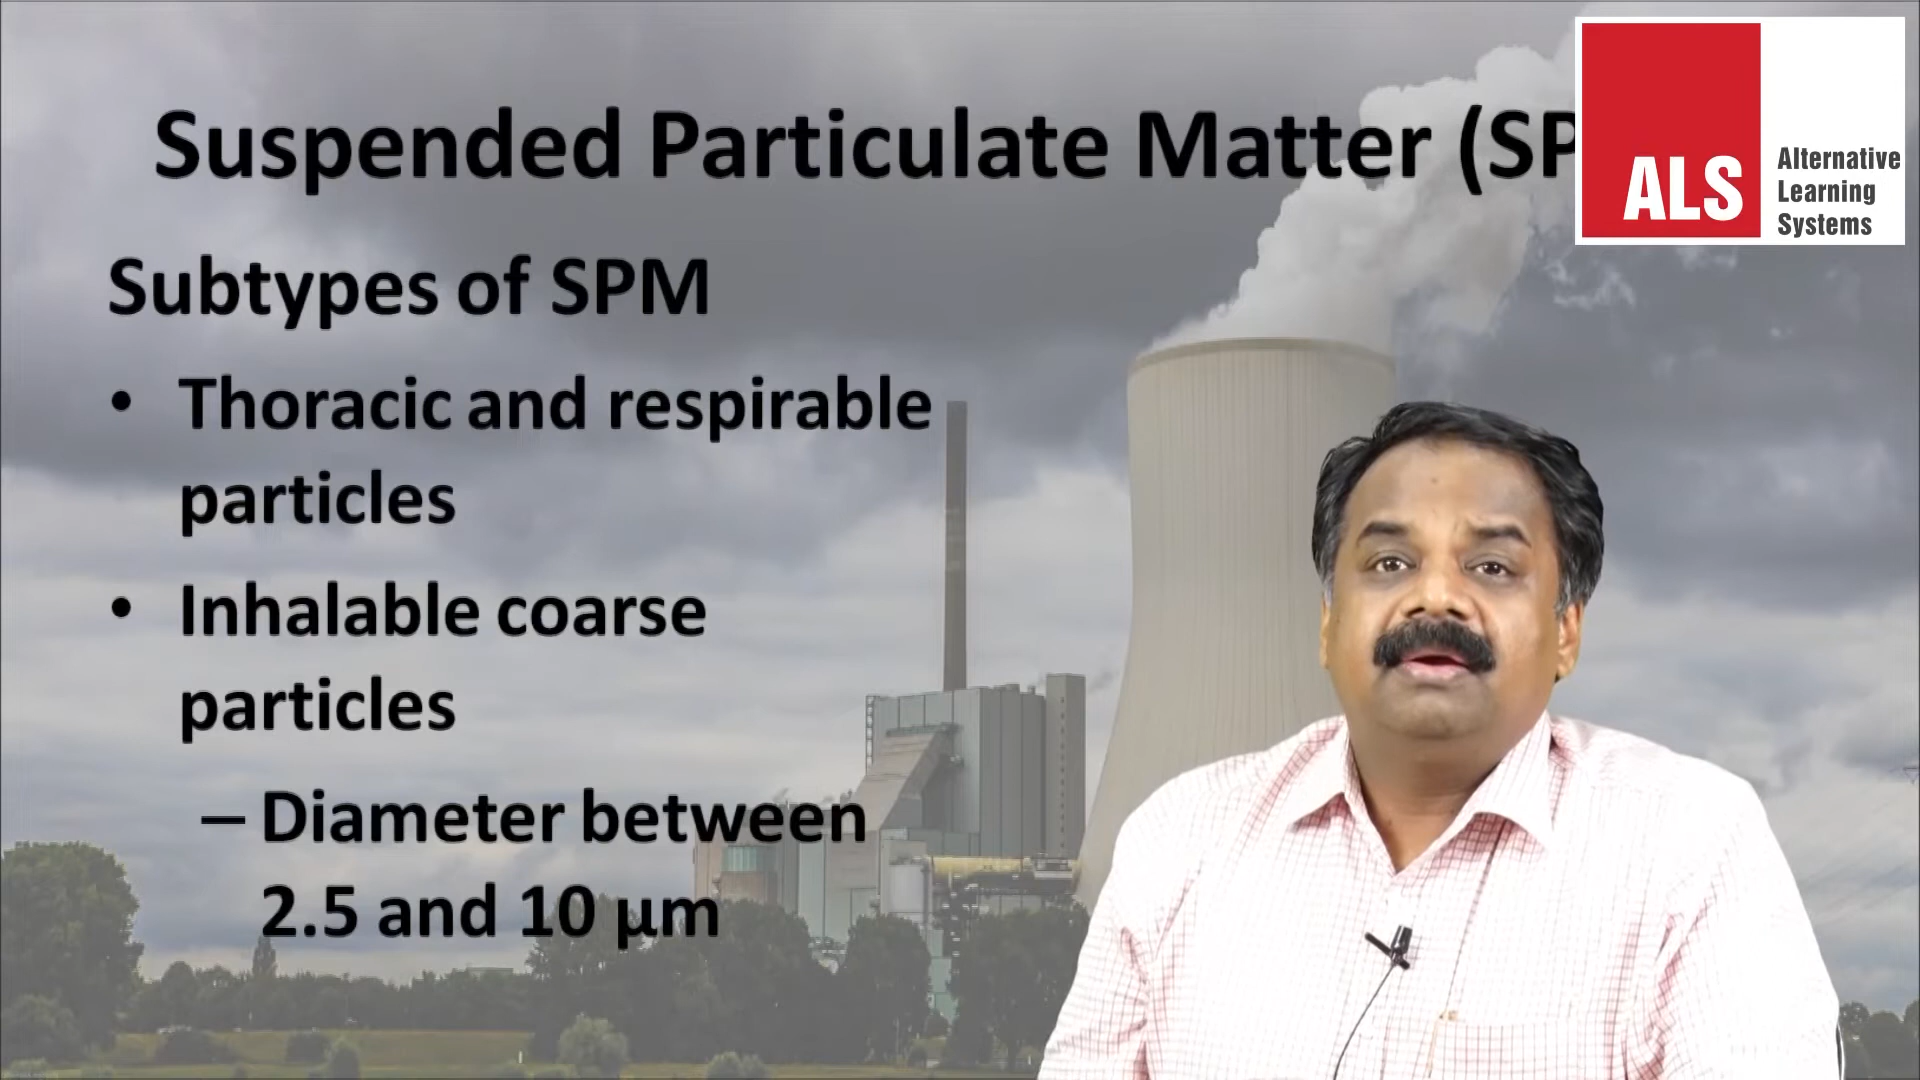 Suspended Particulate Matter (SP
ALS
Alternative
Learning
Systems
Subtypes of SPM
• Thoracic and respirable
particles
• Inhalable coarse
particles
– Diameter between
2.5 and 10 µm